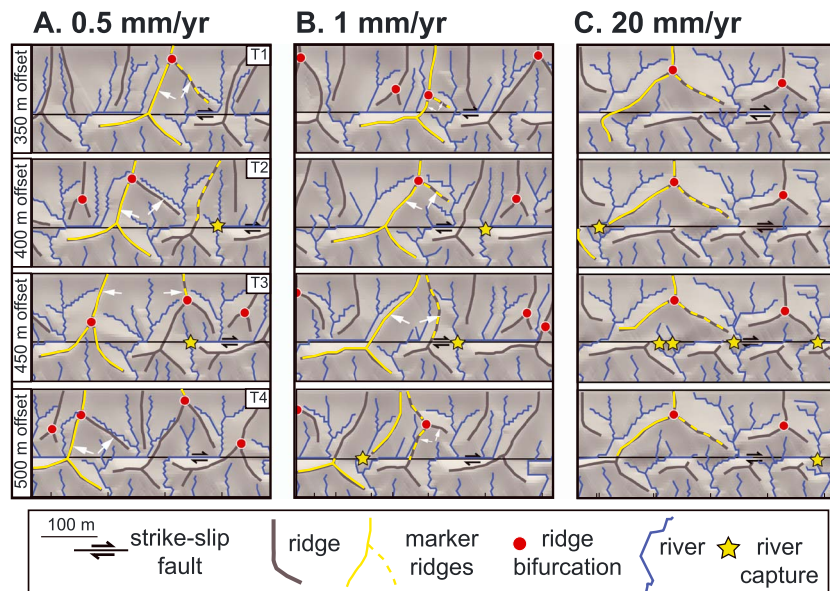 A. 0.5 mm/yr
B. 1 mm/yr
C. 20 mm/yr
350 m offset
T1
400 m offset
T2
450 m offset
T3
500 m offset
T4
100 m
strike-slip
fault
ridge
marker
ridges
ridge
bifurcation
river
river
capture